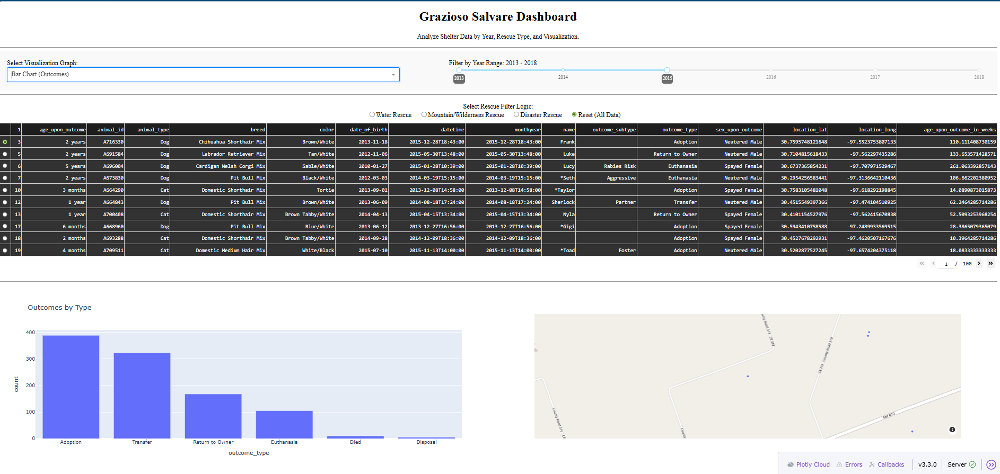 Grazioso Salvare Dashboard
Analyze Shelter Data by Year, Rescue Type, and Visualization.
Select Visualization Graph:
Bar Chart (Outcomes)
Filter by Year Range: 2013 - 2018
2013 2014 2015 2016 2017 2018
Select Rescue Filter Logic:
Water Rescue Mountain/Wilderness Rescue Disaster Rescue Reset (All Data)
1 age_upon_outcome animal_id animal_type breed color date_of_birth datetime monthyear name outcome_subtype outcome_type sex_upon_outcome location_lat location_long age_upon_outcome_in_weeks
3 2 years A716330 Dog Chihuahua Shorthair Mix Brown/White 2013-11-18 2015-12-28T18:43:00 2015-12-28T18:43:00 Frank Adoption Neutered Male 30.7595748121648 -97.5523753807133 110.111408730159
5 2 years A691584 Dog Labrador Retriever Mix Tan/White 2012-11-06 2015-05-30T13:48:00 2015-05-30T13:48:00 Luke Return to Owner Neutered Male 30.7104815618433 -97.562297435286 133.653571428571
6 5 years A696004 Dog Cardigan Welsh Corgi Mix Sable/White 2010-01-27 2015-01-28T10:39:00 2015-01-28T10:39:00 Lucy Rabies Risk Euthanasia Spayed Female 30.6737365854231 -97.707971529467 261.063392857143
7 2 years A673830 Dog Pit Bull Mix Black/White 2012-03-03 2014-03-19T15:15:00 2014-03-19T15:15:00 *Seth Aggressive Euthanasia Neutered Male 30.2954256583441 -97.3136642110436 106.662202380952
10 3 months A664290 Cat Domestic Shorthair Mix Tortie 2013-09-01 2013-12-08T14:58:00 2013-12-08T14:58:00 *Taylor Adoption Spayed Female 30.7583105481048 -97.618292198845 14.0890873015873
12 1 year A664843 Dog Pit Bull Mix Brown/White 2013-06-09 2014-08-18T17:24:00 2014-08-18T17:24:00 Sherlock Partner Transfer Neutered Male 30.4515549397366 -97.474104510925 62.2464285714286
13 1 year A700408 Cat Domestic Shorthair Mix Brown Tabby/White 2014-04-13 2015-04-15T13:34:00 2015-04-15T13:34:00 Nyla Return to Owner Spayed Female 30.4101154527976 -97.562415670838 52.5093253968254
17 6 months A668960 Dog Pit Bull Mix Blue/White 2013-06-12 2013-12-27T16:56:00 2013-12-27T16:56:00 *Gigi Adoption Spayed Female 30.5943410758588 -97.2489933569515 28.3865079365079
18 2 months A693288 Cat Domestic Shorthair Mix Brown Tabby/White 2014-09-28 2014-12-09T18:36:00 2014-12-09T18:36:00 Adoption Spayed Female 30.4527678292931 -97.4620507167676 10.3964285714286
19 4 months A709511 Cat Domestic Medium Hair Mix White/Black 2015-07-10 2015-11-13T14:00:00 2015-11-13T14:00:00 *Toad Foster Adoption Neutered Male 30.5202877527245 -97.6574204375118 18.0833333333333
1 / 100
Outcomes by Type
400
300
200
100
0
count
Adoption Transfer Return to Owner Euthanasia Died Disposal
outcome_type
County Road 318 CR 318
CR 219 County Road 319
County Road 316 CR
County
FM 973
Plotly Cloud Errors Callbacks v3.3.0 Server